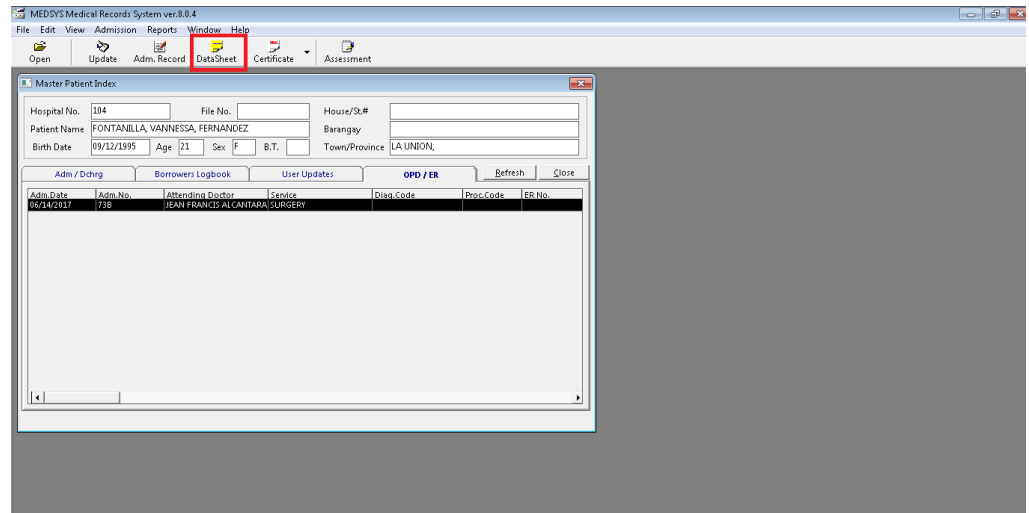 MEDSYS Medical Records System ver.8.0.4
File Edit View Admission Reports Window Help
Open Update Adm. Record DataSheet Certificate Assessment
Master Patient Index
Hospital No. 104 File No. House/St.#
Patient Name FONTANILLA, VANNESSA, FERNANDEZ Barangay
Birth Date 09/12/1995 Age 21 Sex F B.T. Town/Province LA UNION,
Adm / Dchrg Borrowers Logbook User Updates OPD / ER Refresh Close
Adm.Date Adm.No. Attending Doctor Service Diag.Code Proc.Code ER No.
06/14/2017 73B JEAN FRANCIS ALCANTARA SURGERY